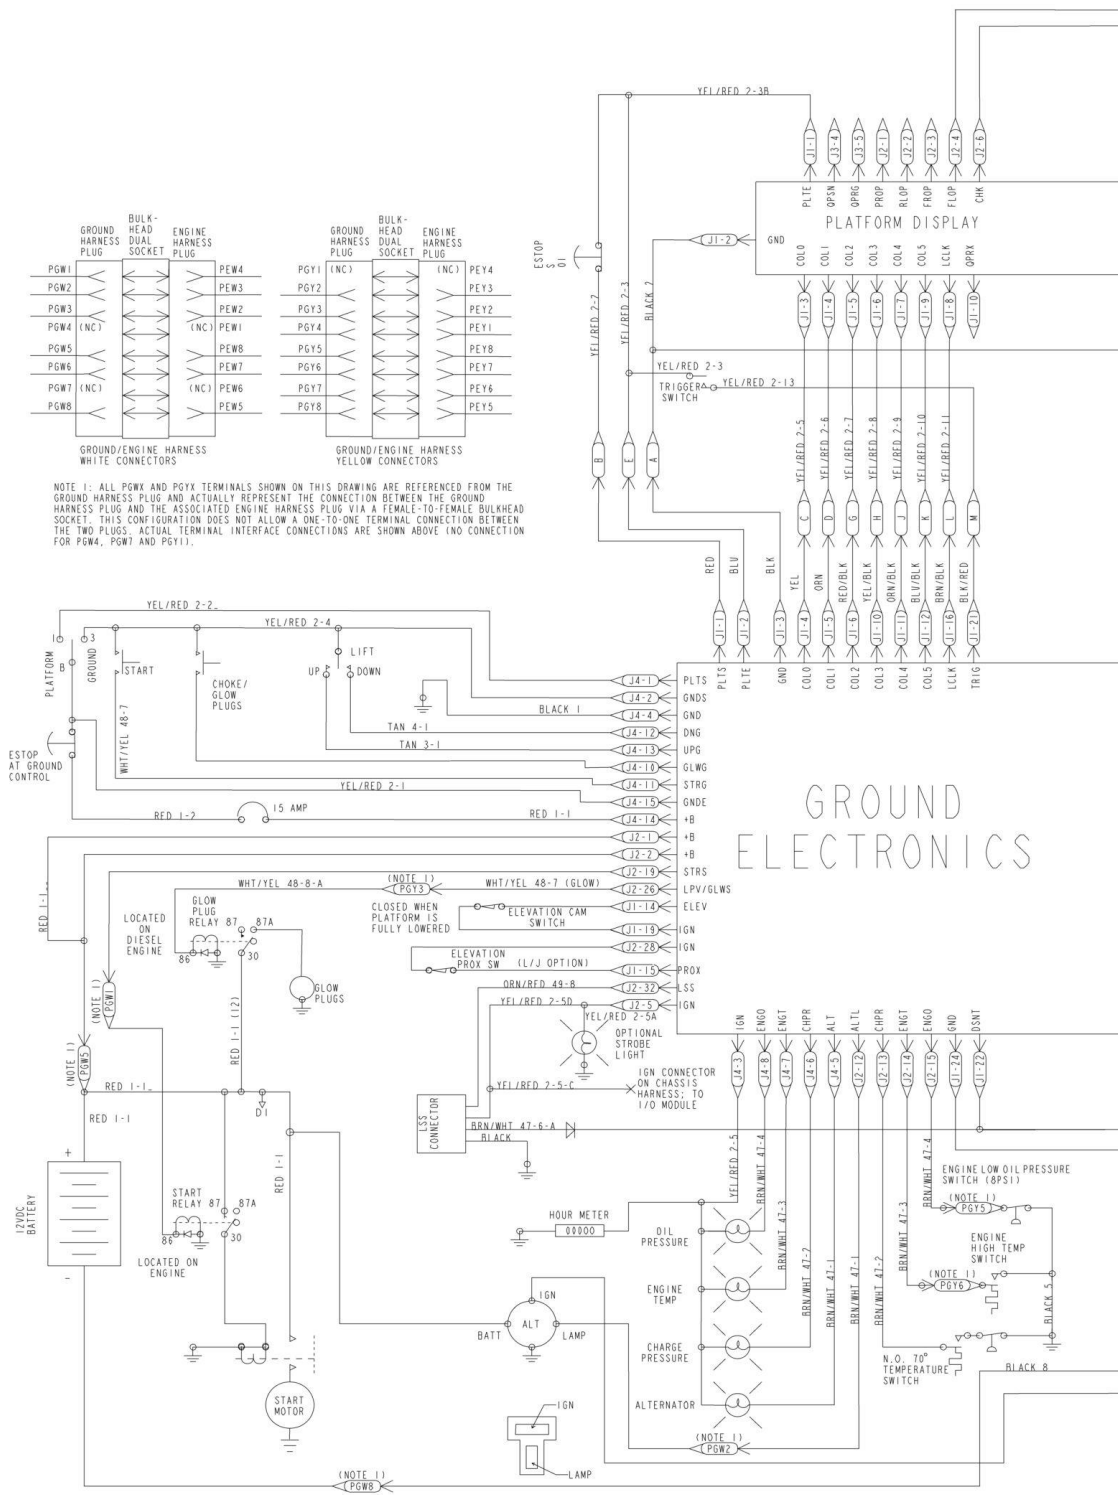 YEL/RED 2-3B
J1-1
J3-4
J3-5
J2-1
J2-2
J2-3
J2-4
J2-6
PLTE
QPSN
QPRG
PROP
RLOP
FROP
FLOP
CHK
PLATFORM DISPLAY
J1-2
GND
COL0
COL1
COL2
COL3
COL4
COL5
LCLK
QPRX
J1-3
J1-4
J1-5
J1-6
J1-7
J1-9
J1-8
J1-10
GROUND
HARNESS
PLUG
BULK-
HEAD
DUAL
SOCKET
ENGINE
HARNESS
PLUG
PGW1
PGW2
PGW3
PGW4 (NC)
PGW5
PGW6
PGW7 (NC)
PGW8
PEW4
PEW3
PEW2
(NC) PEW1
PEW8
PEW7
(NC) PEW6
PEW5
GROUND/ENGINE HARNESS
WHITE CONNECTORS
GROUND
HARNESS
PLUG
BULK-
HEAD
DUAL
SOCKET
ENGINE
HARNESS
PLUG
PGY1 (NC)
PGY2
PGY3
PGY4
PGY5
PGY6
PGY7
PGY8
(NC) PEY4
PEY3
PEY2
PEY1
PEY8
PEY7
PEY6
PEY5
GROUND/ENGINE HARNESS
YELLOW CONNECTORS
NOTE 1: ALL PGWX AND PGYX TERMINALS SHOWN ON THIS DRAWING ARE REFERENCED FROM THE
GROUND HARNESS PLUG AND ACTUALLY REPRESENT THE CONNECTION BETWEEN THE GROUND
HARNESS PLUG AND THE ASSOCIATED ENGINE HARNESS PLUG VIA A FEMALE-TO-FEMALE BULKHEAD
SOCKET. THIS CONFIGURATION DOES NOT ALLOW A ONE-TO-ONE TERMINAL CONNECTION BETWEEN
THE TWO PLUGS. ACTUAL TERMINAL INTERFACE CONNECTIONS ARE SHOWN ABOVE (NO CONNECTION
FOR PGW4, PGW7 AND PGY1).
ESTOP
S
01
YEL/RED 2-7
YEL/RED 2-3
BLACK 2
YEL/RED 2-3
TRIGGER
SWITCH
YEL/RED 2-13
YEL/RED 2-5
YEL/RED 2-6
YEL/RED 2-7
YEL/RED 2-8
YEL/RED 2-9
YEL/RED 2-10
YEL/RED 2-11
B
E
A
C
D
G
H
J
K
L
M
RED
BLU
BLK
YEL
ORN
RED/BLK
YEL/BLK
ORN/BLK
BLU/BLK
BRN/BLK
BLK/RED
J1-1
J1-2
J1-3
J1-4
J1-5
J1-6
J1-10
J1-11
J1-12
J1-16
J1-21
PLTS
PLTE
GND
COL0
COL1
COL2
COL3
COL4
COL5
LCLK
TRIG
GROUND
ELECTRONICS
YEL/RED 2-2
1
3
PLATFORM
B
GROUND
START
CHOKE/
GLOW
PLUGS
YEL/RED 2-4
LIFT
UP
DOWN
WHT/YEL 48-7
ESTOP
AT GROUND
CONTROL
BLACK 1
TAN 4-1
TAN 3-1
YEL/RED 2-1
RED 1-2
15 AMP
RED 1-1
J4-1 PLTS
J4-2 GNDS
J4-4 GND
J4-12 DNG
J4-13 UPG
J4-10 GLWG
J4-11 STRG
J4-15 GNDE
J4-14 +B
J2-1 +B
J2-2 +B
J2-19 STRS
J2-26 LPV/GLWS
J1-14 ELEV
J1-19 IGN
J2-28 IGN
J1-15 PROX
J2-32 LSS
J2-5 IGN
WHT/YEL 48-8-A
(NOTE 1)
PGY3
WHT/YEL 48-7 (GLOW)
CLOSED WHEN
PLATFORM IS
FULLY LOWERED
ELEVATION CAM
SWITCH
ELEVATION
PROX SW
(L/J OPTION)
ORN/RED 49-8
YEL/RED 2-5D
YEL/RED 2-5A
OPTIONAL
STROBE
LIGHT
YEL/RED 2-5-C
IGN CONNECTOR
ON CHASSIS
HARNESS; TO
I/O MODULE
LSS
CONNECTOR
BRN/WHT 47-6-A
BLACK
RED 1-1
LOCATED
ON
DIESEL
ENGINE
GLOW
PLUG
RELAY
87
87A
86
30
GLOW
PLUGS
RED 1-1 (12)
(NOTE 1)
PGW1
(NOTE 1)
PGW5
RED 1-1
D1
RED 1-1
RED 1-1
+
12VDC
BATTERY
-
START
RELAY
87
87A
86
30
LOCATED ON
ENGINE
START
MOTOR
IGN
ENGO
ENGT
CHPR
ALT
ALTL
CHPR
ENGT
ENGO
GND
DSNT
J4-3
J4-8
J4-7
J4-6
J4-5
J2-12
J2-13
J2-14
J2-15
J1-24
J1-22
YEL/RED 2-5
BRN/WHT 47-4
BRN/WHT 47-3
BRN/WHT 47-2
BRN/WHT 47-1
BRN/WHT 47-1
BRN/WHT 47-2
BRN/WHT 47-3
BRN/WHT 47-4
HOUR METER
00000
OIL
PRESSURE
ENGINE
TEMP
CHARGE
PRESSURE
ALTERNATOR
IGN
BATT
ALT
LAMP
IGN
LAMP
(NOTE 1)
PGW2
(NOTE 1)
PGW8
ENGINE LOW OIL PRESSURE
SWITCH (8PSI)
(NOTE 1)
PGY5
ENGINE
HIGH TEMP
SWITCH
(NOTE 1)
PGY6
BLACK 5
N.O. 70°
TEMPERATURE
SWITCH
BLACK 8